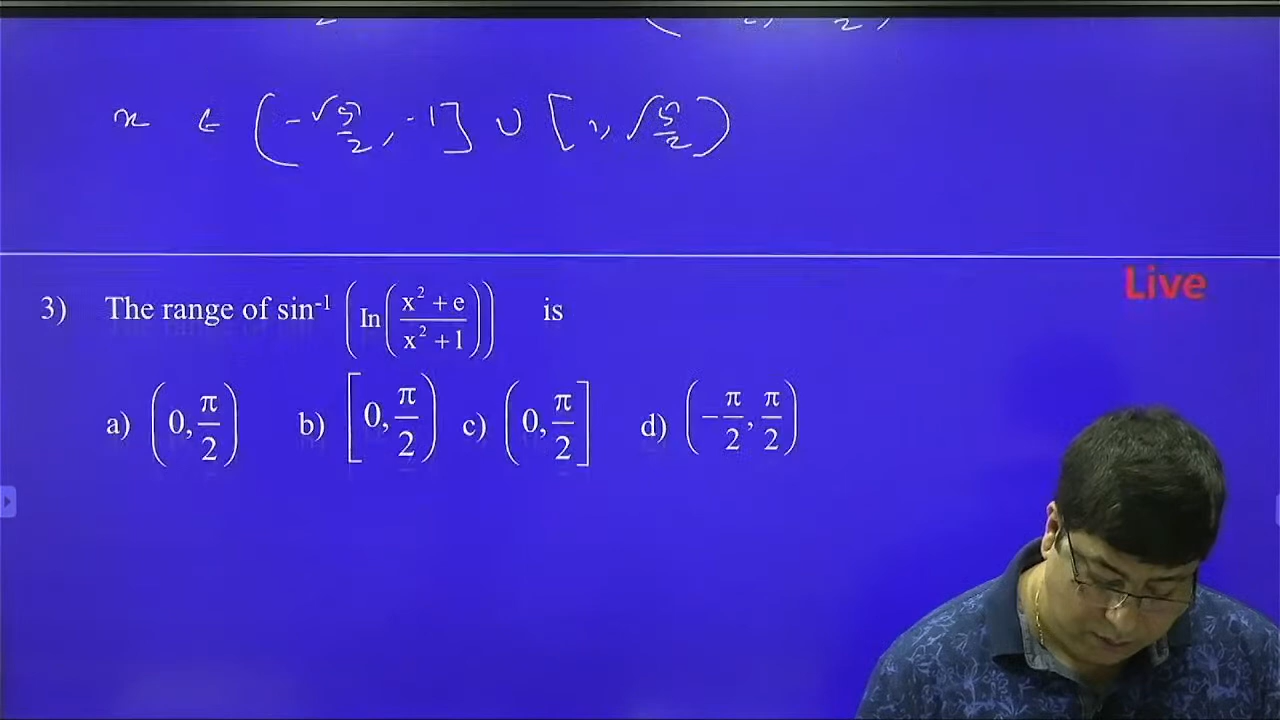 x ∈ (-√5/2, -1] ∪ [1, √5/2)
Live
3) The range of sin⁻¹ (In((x² + e)/(x² + 1))) is
a) (0, π/2) b) [0, π/2) c) (0, π/2] d) (-π/2, π/2)